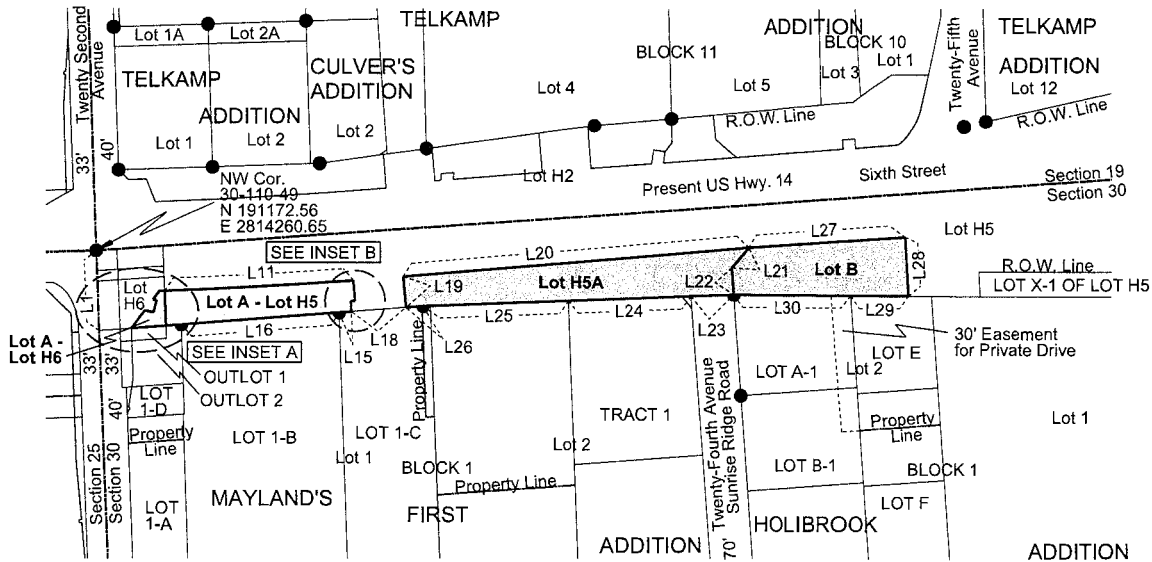 TELKAMP
ADDITION
TELKAMP
ADDITION
Lot 12
Lot 1A
Lot 2A
Twenty Second
Avenue
TELKAMP
ADDITION
Lot 1
Lot 2
CULVER'S
ADDITION
Lot 2
BLOCK 11
BLOCK 10
Lot 1
Lot 3
Lot 4
Lot 5
Twenty-Fifth
Avenue
R.O.W. Line
R.O.W. Line
33'
40'
NW Cor.
30-110-49
N 191172.56
E 2814260.65
Lot H2
Present US Hwy. 14
Sixth Street
Section 19
Section 30
SEE INSET B
L20
L27
Lot H5
L1
Lot
H6
L11
Lot A - Lot H5
L19
Lot H5A
L22
L21
Lot B
L28
R.O.W. Line
LOT X-1 OF LOT H5
Lot A -
Lot H6
L16
L15
L18
L25
L24
L23
L30
L29
L26
SEE INSET A
33'
33'
OUTLOT 1
OUTLOT 2
Property Line
30' Easement
for Private Drive
LOT E
LOT A-1
Lot 2
LOT
1-D
40'
Property
Line
LOT 1-B
Lot 1
LOT 1-C
BLOCK 1
Lot 2
TRACT 1
Twenty-Fourth Avenue
Sunrise Ridge Road
Property
Line
Lot 1
Section 25
Section 30
LOT
1-A
MAYLAND'S
FIRST
Property Line
ADDITION
70'
LOT B-1
BLOCK 1
LOT F
HOLIBROOK
ADDITION